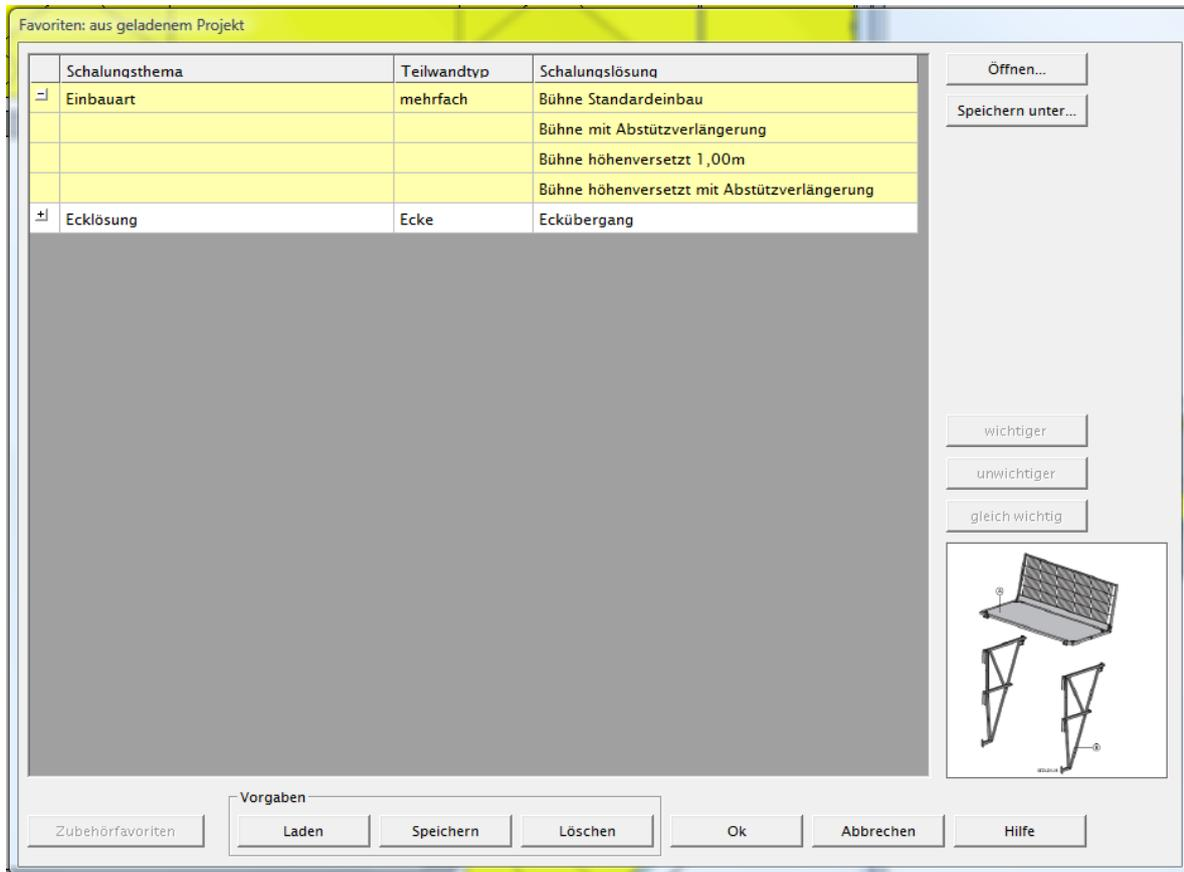 Favoriten: aus geladenem Projekt
Schalungsthema Teilwandtyp Schalungslösung
Einbauart mehrfach Bühne Standardeinbau
Bühne mit Abstützverlängerung
Bühne höhenversetzt 1,00m
Bühne höhenversetzt mit Abstützverlängerung
Ecklösung Ecke Eckübergang
Öffnen...
Speichern unter...
wichtiger
unwichtiger
gleich wichtig
A
B
Vorgaben
Zubehörfavoriten Laden Speichern Löschen Ok Abbrechen Hilfe